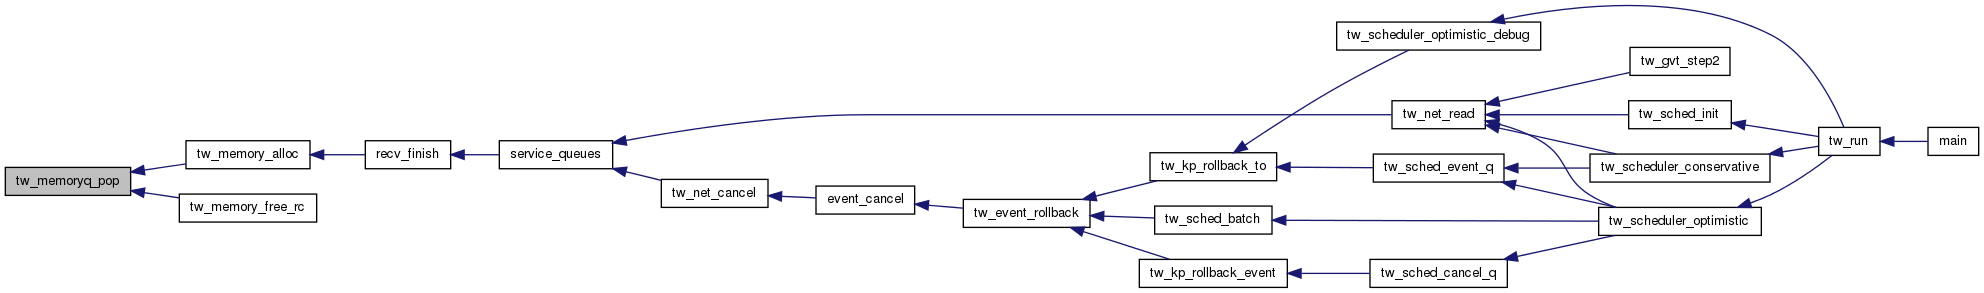 tw_memoryq_pop
tw_memory_alloc
tw_memory_free_rc
recv_finish
service_queues
tw_net_cancel
event_cancel
tw_event_rollback
tw_kp_rollback_to
tw_sched_batch
tw_kp_rollback_event
tw_scheduler_optimistic_debug
tw_net_read
tw_sched_event_q
tw_sched_cancel_q
tw_gvt_step2
tw_sched_init
tw_scheduler_conservative
tw_scheduler_optimistic
tw_run
main